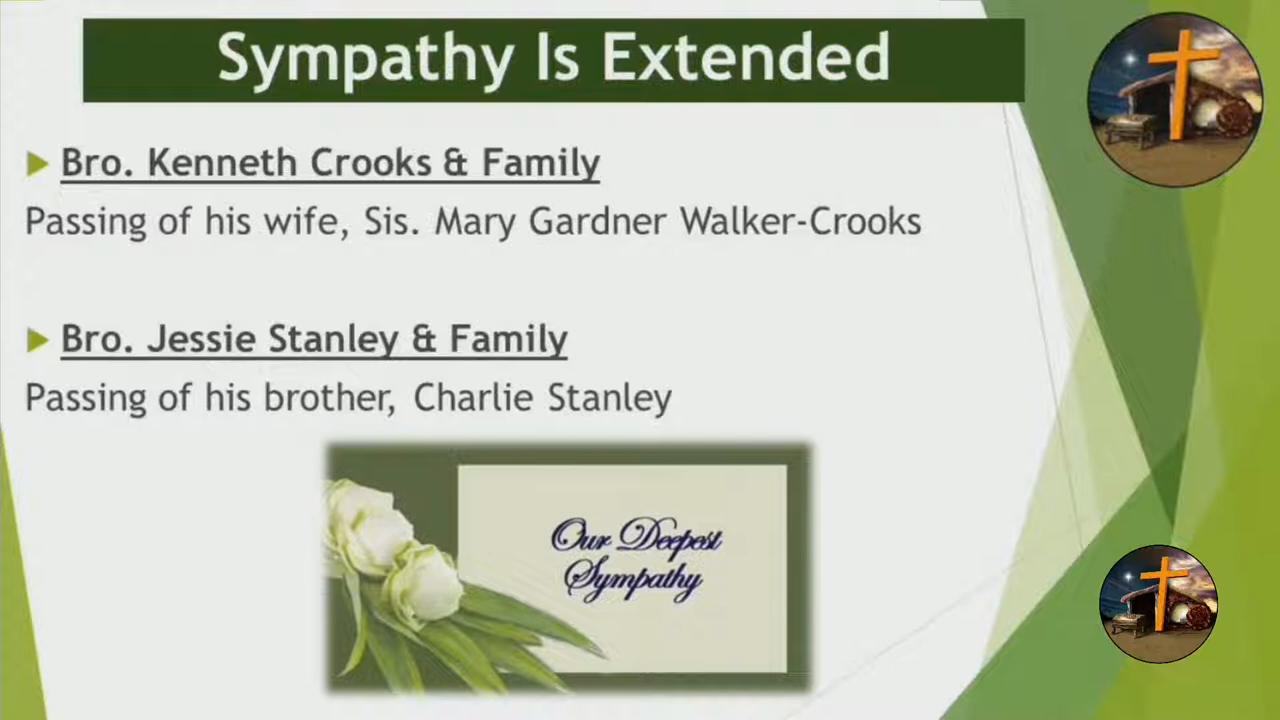 Sympathy Is Extended
Bro. Kenneth Crooks & Family
Passing of his wife, Sis. Mary Gardner Walker-Crooks
Bro. Jessie Stanley & Family
Passing of his brother, Charlie Stanley
Our Deepest
Sympathy